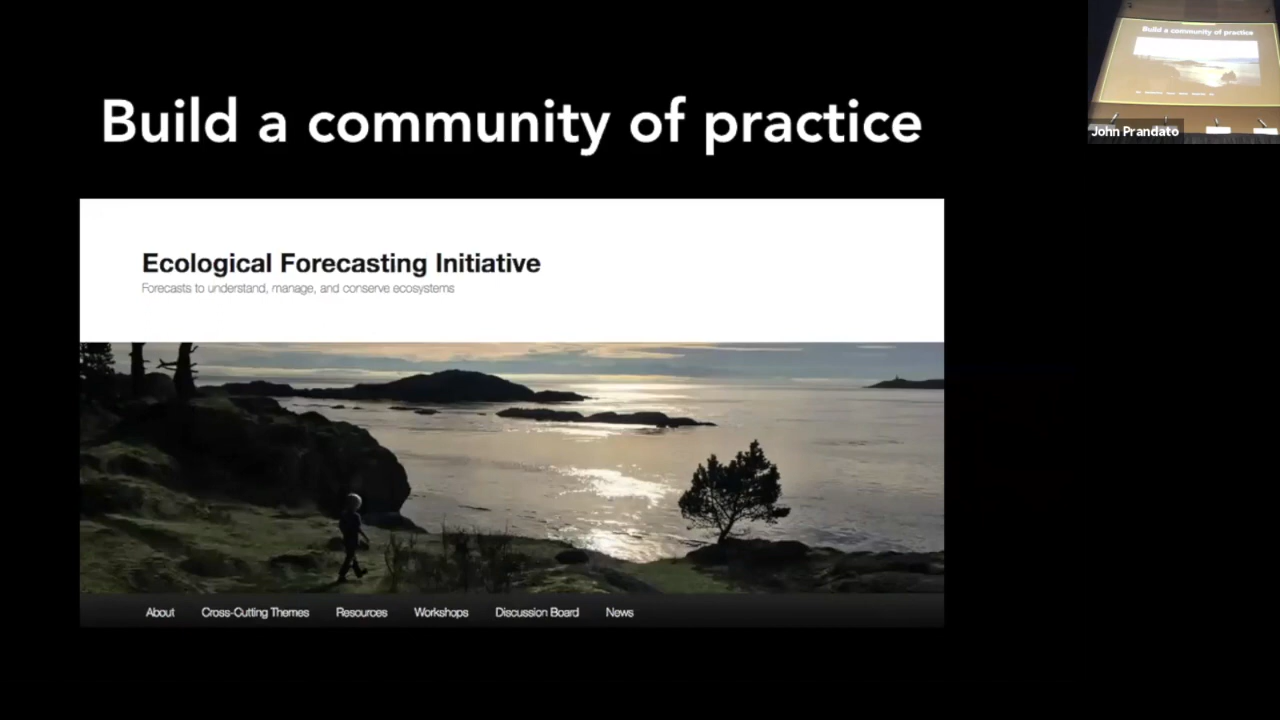 Build a community of practice
Ecological Forecasting Initiative
Forecasts to understand, manage, and conserve ecosystems
About Cross-Cutting Themes Resources Workshops Discussion Board News
Build a community of practice
John Prandato